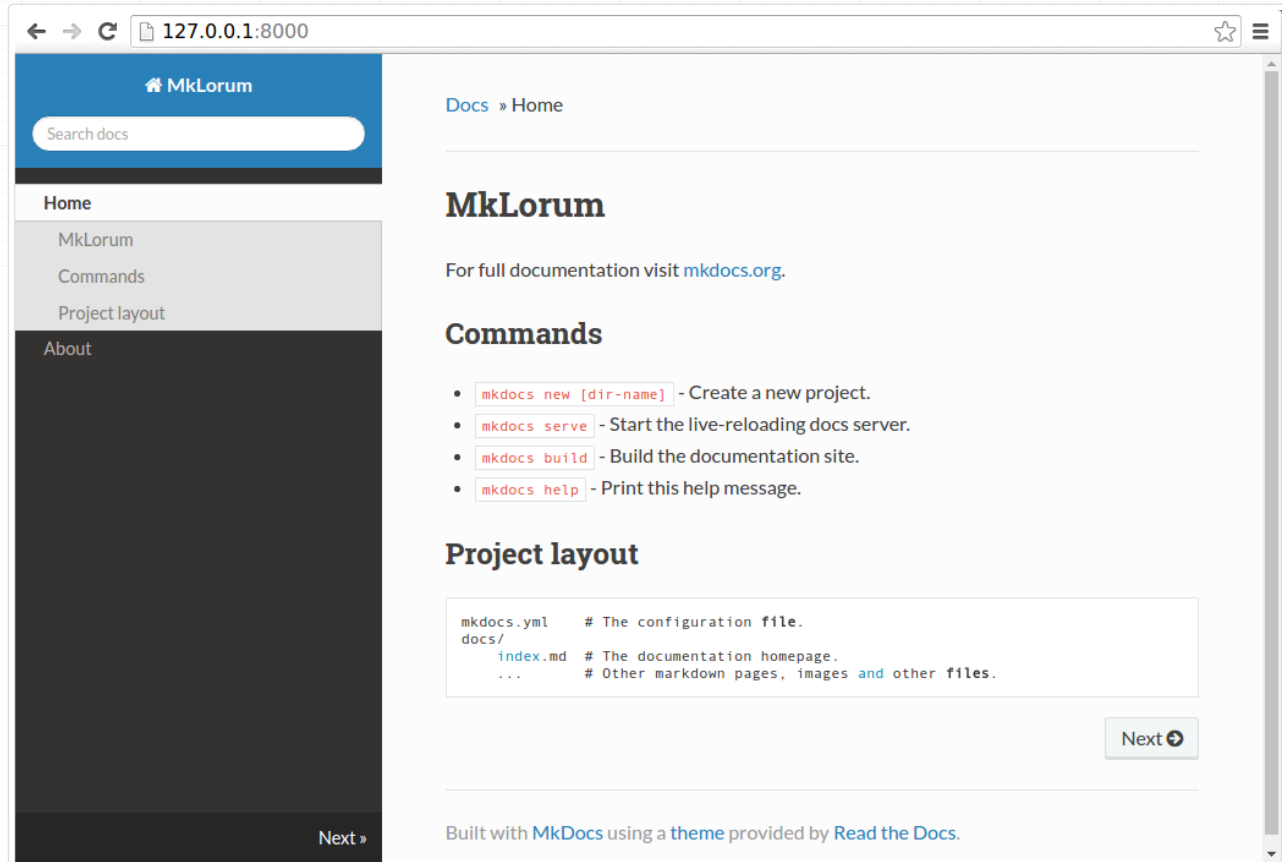 127.0.0.1:8000
MkLorum
Search docs
Home
MkLorum
Commands
Project layout
About
Next »
Docs » Home
MkLorum
For full documentation visit mkdocs.org.
Commands
• mkdocs new [dir-name] - Create a new project.
• mkdocs serve - Start the live-reloading docs server.
• mkdocs build - Build the documentation site.
• mkdocs help - Print this help message.
Project layout
mkdocs.yml    # The configuration file.
docs/
    index.md  # The documentation homepage.
    ...       # Other markdown pages, images and other files.
Next
Built with MkDocs using a theme provided by Read the Docs.